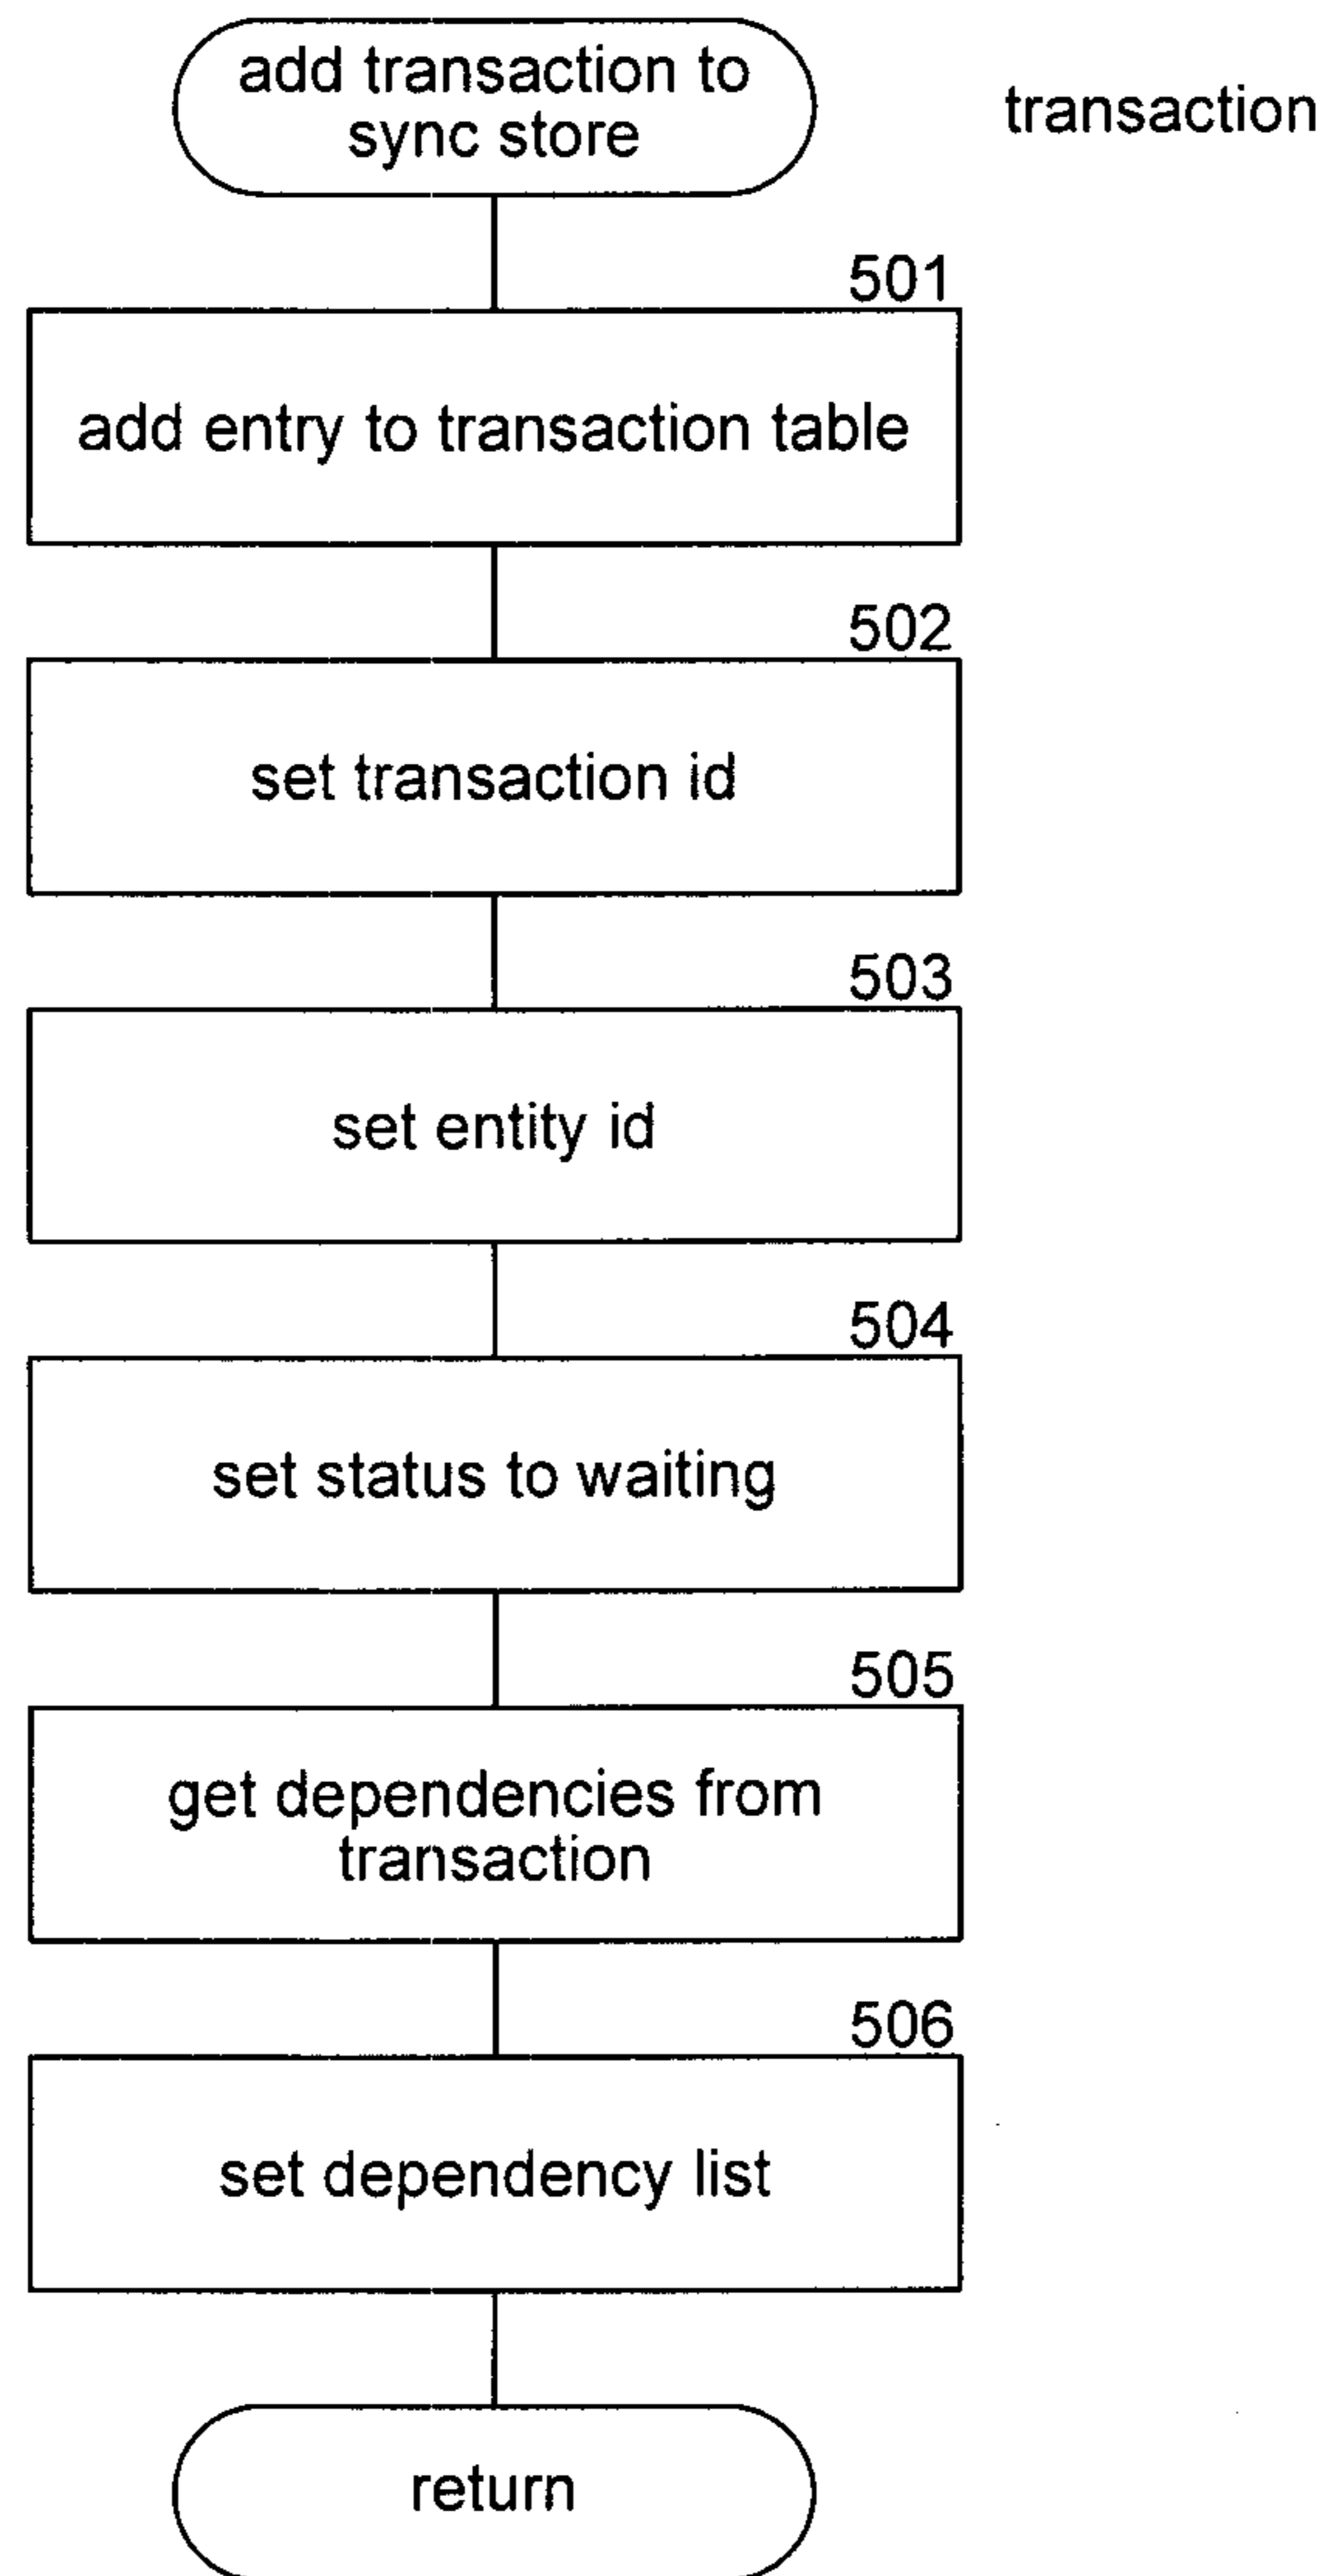 add transaction to
sync store
transaction
501
add entry to transaction table
502
set transaction id
503
set entity id
504
set status to waiting
505
get dependencies from
transaction
506
set dependency list
return